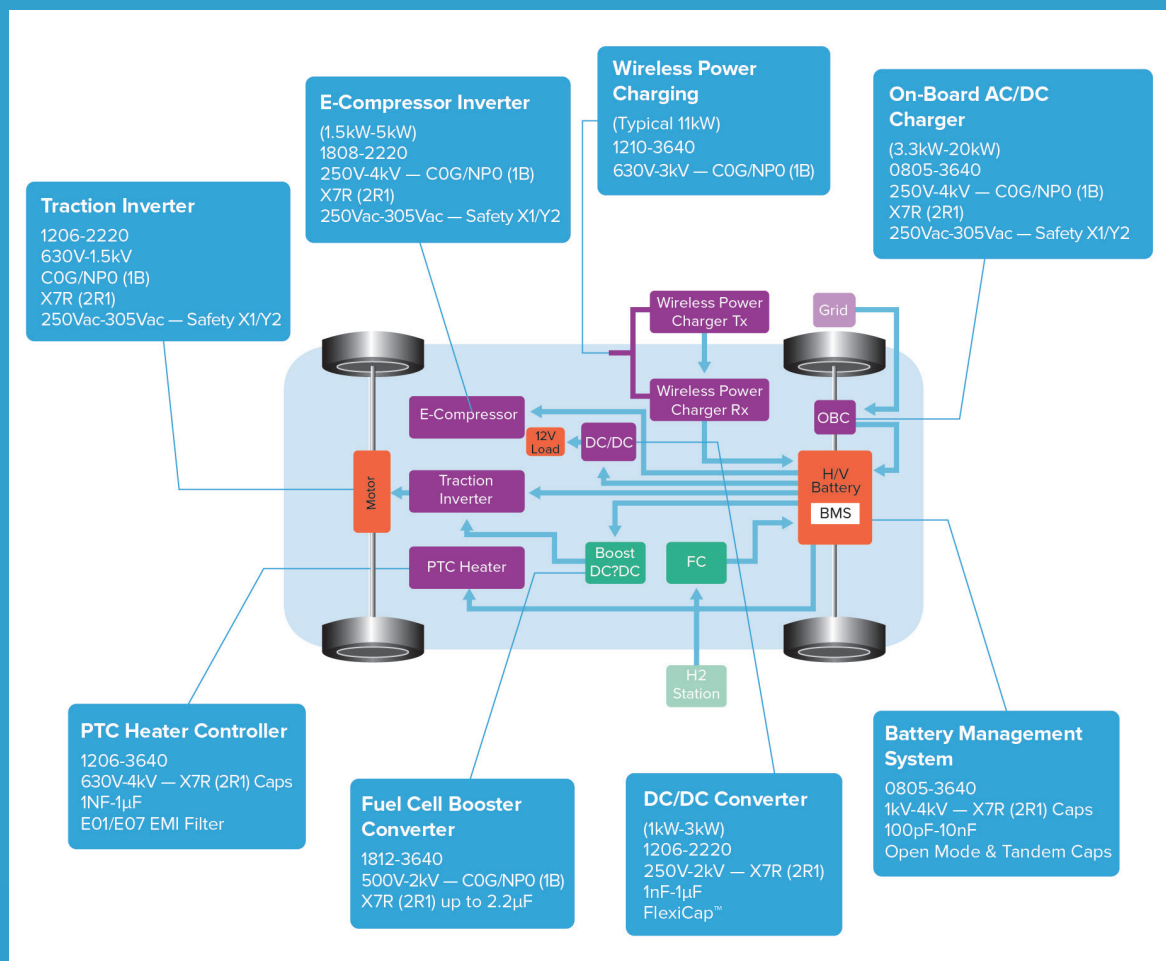 E-Compressor Inverter
(1.5kW-5kW)
1808-2220
250V-4kV — C0G/NP0 (1B)
X7R (2R1)
250Vac-305Vac — Safety X1/Y2
Wireless Power
Charging
(Typical 11kW)
1210-3640
630V-3kV — C0G/NP0 (1B)
On-Board AC/DC
Charger
(3.3kW-20kW)
0805-3640
250V-4kV — C0G/NP0 (1B)
X7R (2R1)
250Vac-305Vac — Safety X1/Y2
Traction Inverter
1206-2220
630V-1.5kV
C0G/NP0 (1B)
X7R (2R1)
250Vac-305Vac — Safety X1/Y2
Wireless Power
Charger Tx
Grid
Wireless Power
Charger Rx
E-Compressor
OBC
12V
Load
DC/DC
Motor
Traction
Inverter
H/V
Battery
BMS
PTC Heater
Boost
DC?DC
FC
H2
Station
PTC Heater Controller
1206-3640
630V-4kV — X7R (2R1) Caps
1NF-1µF
E01/E07 EMI Filter
Fuel Cell Booster
Converter
1812-3640
500V-2kV — C0G/NP0 (1B)
X7R (2R1) up to 2.2µF
DC/DC Converter
(1kW-3kW)
1206-2220
250V-2kV — X7R (2R1)
1nF-1µF
FlexiCap™
Battery Management
System
0805-3640
1kV-4kV — X7R (2R1) Caps
100pF-10nF
Open Mode & Tandem Caps